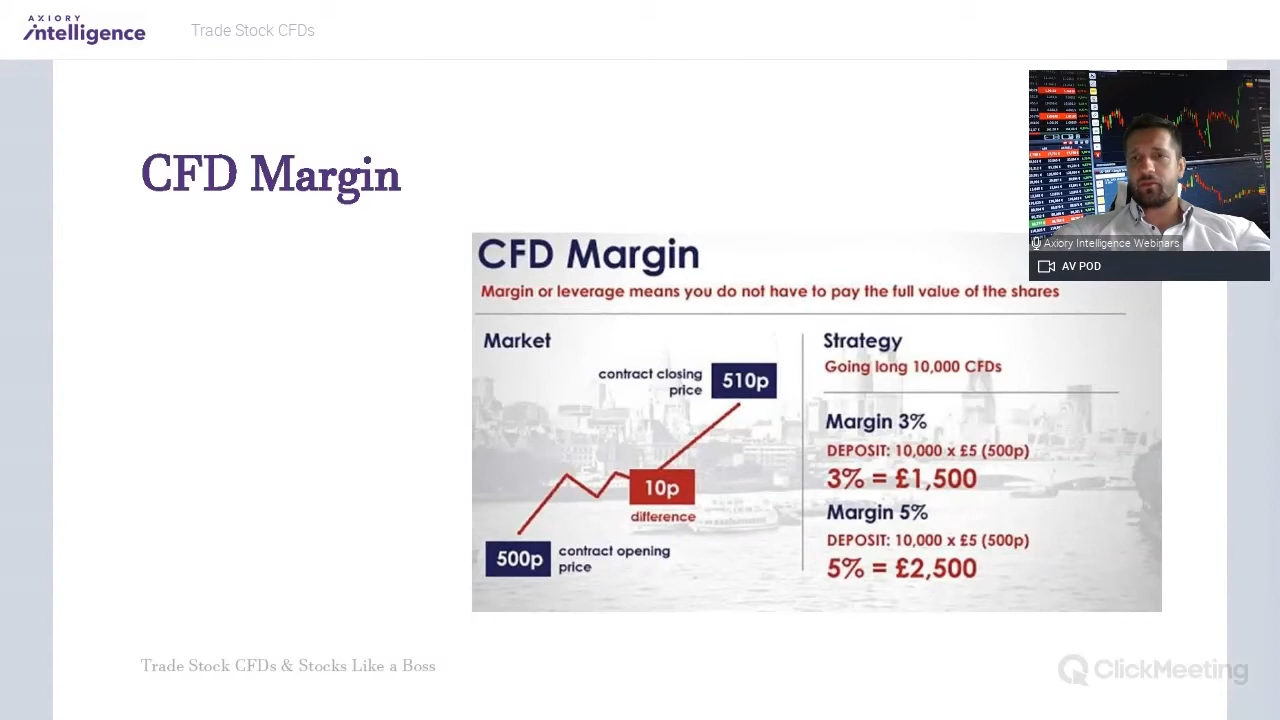 AXIORY
intelligence
Trade Stock CFDs
CFD Margin
Axiory Intelligence Webinars
AV POD
CFD Margin
Margin or leverage means you do not have to pay the full value of the shares
Market
contract closing
price
510p
10p
difference
500p
contract opening
price
Strategy
Going long 10,000 CFDs
Margin 3%
DEPOSIT: 10,000 x £5 (500p)
3% = £1,500
Margin 5%
DEPOSIT: 10,000 x £5 (500p)
5% = £2,500
Trade Stock CFDs & Stocks Like a Boss
ClickMeeting